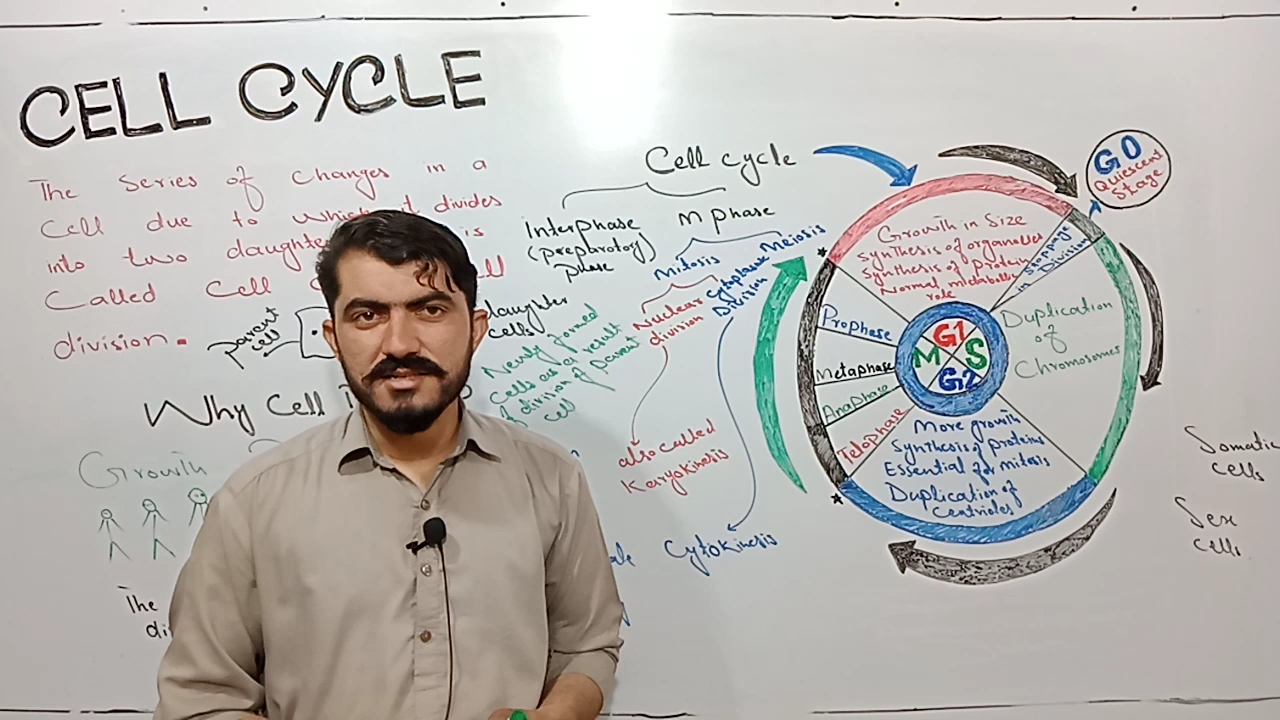 CELL CYCLE
The Series of Changes in a
Cell due to which it divides
into two daughter is
Called Cell
division.
parent
cell
daughter
cells
Newly formed
cells as a result
of division of parent
cell
Why Cell
Growth
The
Cell cycle
Interphase
(preparatory)
phase
M phase
Mitosis
Meiosis
Nuclear
division
Cytoplasmic
Division
also called
Karyokinesis
Cytokinesis
G0
Quiescent
Stage
Growth in Size
Synthesis of organelles
Synthesis of protein
Normal metabolic
role
Stoppage
in Division
Duplication
of
Chromosomes
G1
M
S
G2
Prophase
Metaphase
Anaphase
Telophase
More growth
Synthesis of proteins
Essential for mitosis
Duplication of
Centrioles
Somatic
cells
Sex
cells